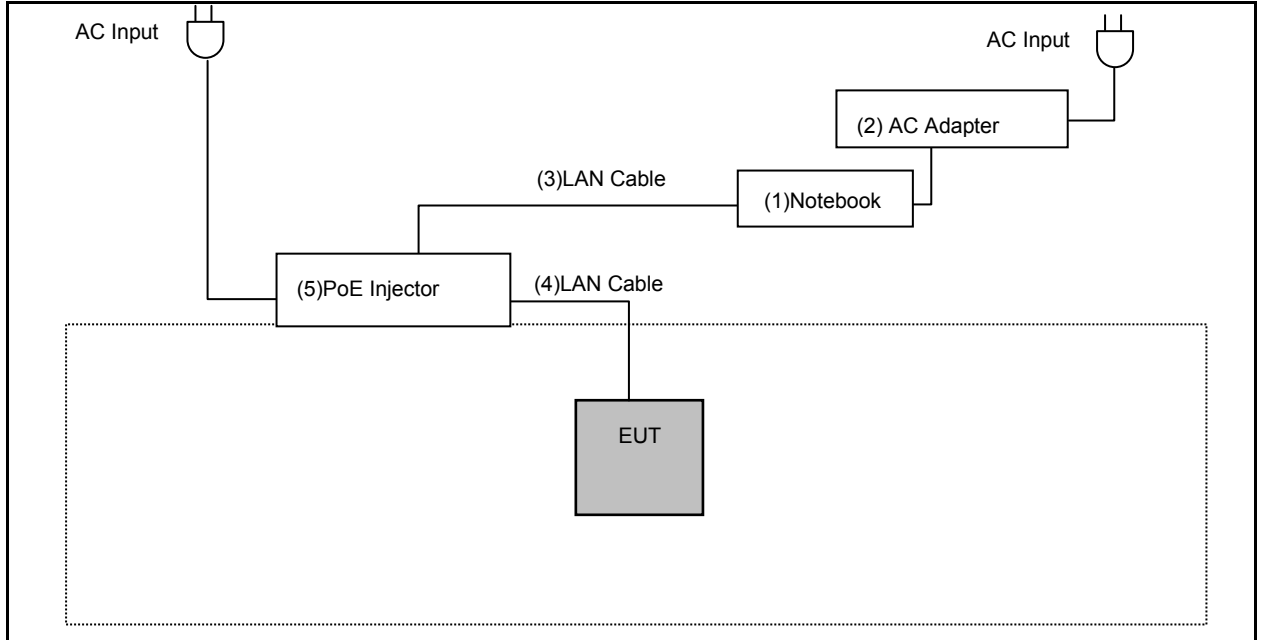 AC Input
AC Input
(2) AC Adapter
(3)LAN Cable
(1)Notebook
(5)PoE Injector
(4)LAN Cable
EUT